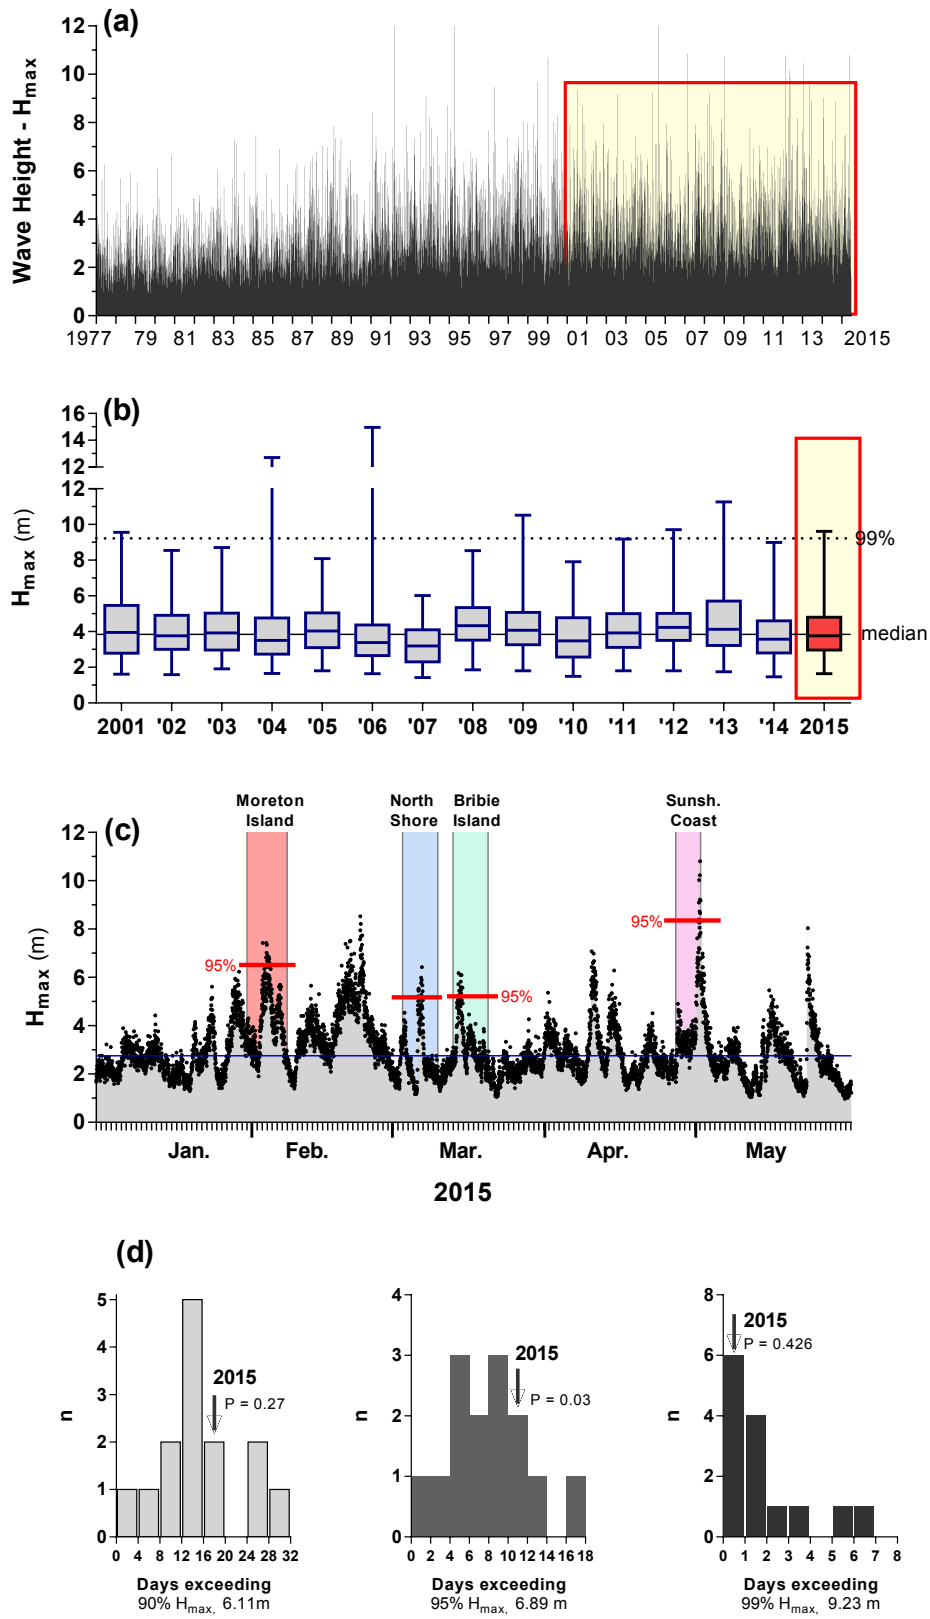 (a)
Wave Height - Hmax
12
10
8
6
4
2
0
1977 79 81 83 85 87 89 91 93 95 97 99 01 03 05 07 09 11 13 2015
(b)
Hmax (m)
16
14
12
12
10
8
6
4
2
0
99%
median
2001 '02 '03 '04 '05 '06 '07 '08 '09 '10 '11 '12 '13 '14 2015
Moreton
Island
North
Shore
Bribie
Island
Sunsh.
Coast
(c)
Hmax (m)
12
10
8
6
4
2
0
95%
95%
95%
Jan. Feb. Mar. Apr. May
2015
(d)
n
5
4
3
2
1
0
2015
P = 0.27
0 4 8 12 16 20 24 28 32
Days exceeding
90% Hmax, 6.11m
n
4
3
2
1
0
2015
P = 0.03
0 2 4 6 8 10 12 14 16 18
Days exceeding
95% Hmax, 6.89 m
n
8
6
4
2
0
2015
P = 0.426
0 1 2 3 4 5 6 7 8
Days exceeding
99% Hmax, 9.23 m